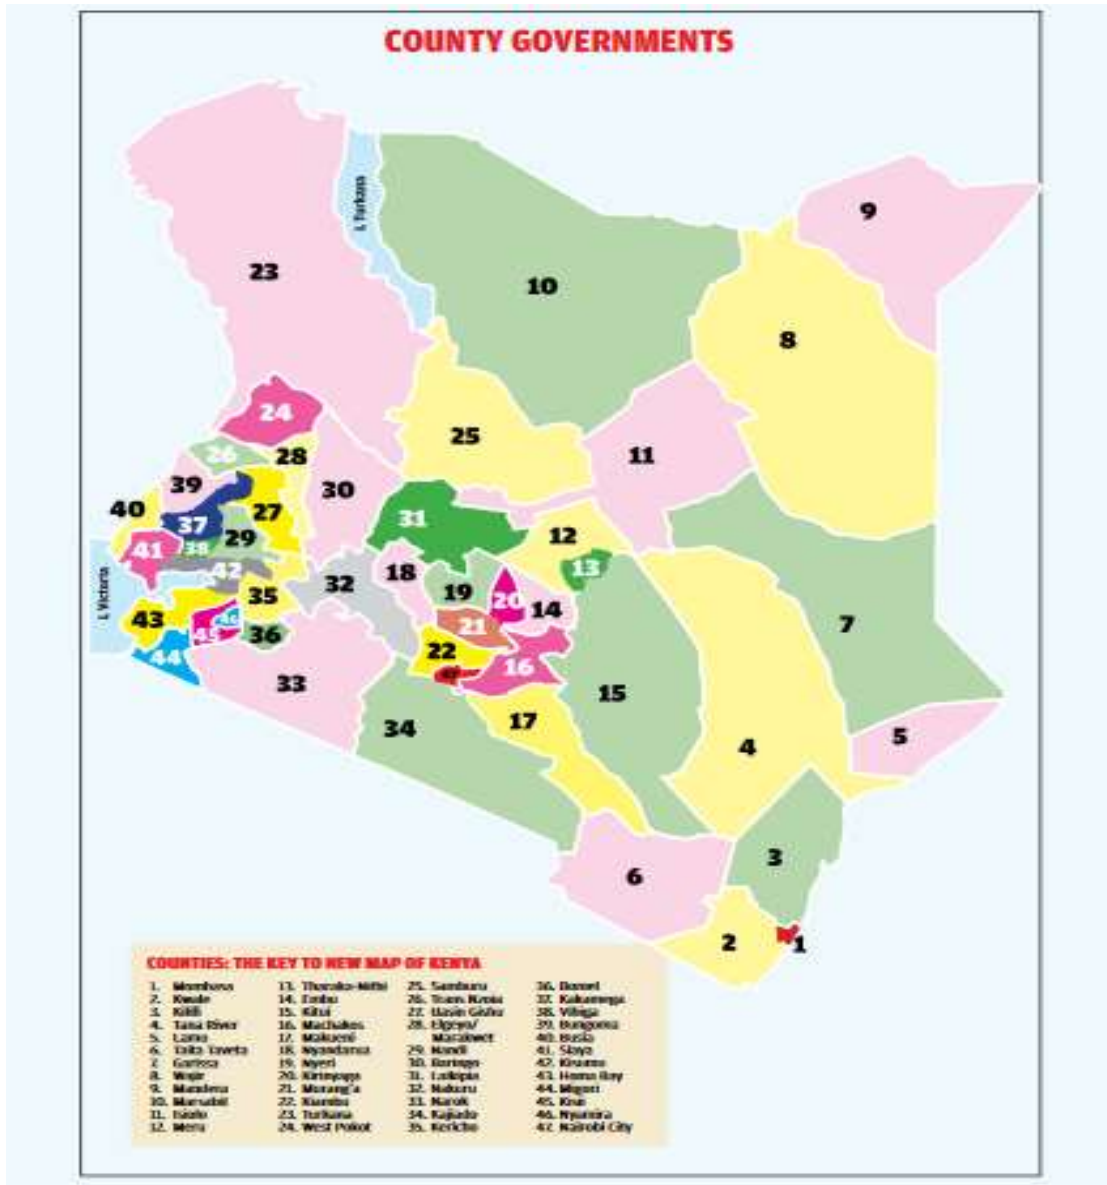 COUNTY GOVERNMENTS
L Turkana
9
23
10
8
24
25
11
26
28
39
30
40
27
31
37
12
41
38
29
13
42
18
32
19
35
20
14
7
43
21
45
46
36
22
44
16
47
33
15
17
34
5
4
L Victoria
3
6
2
1
COUNTIES: THE KEY TO NEW MAP OF KENYA
1. Mombasa
2. Kwale
3. Kilifi
4. Tana River
5. Lamu
6. Taita Taveta
7. Garissa
8. Wajir
9. Mandera
10. Marsabit
11. Isiolo
12. Meru
13. Tharaka-Nithi
14. Embu
15. Kitui
16. Machakos
17. Makueni
18. Nyandarua
19. Nyeri
20. Kirinyaga
21. Murang'a
22. Kiambu
23. Turkana
24. West Pokot
25. Samburu
26. Trans Nzoia
27. Uasin Gishu
28. Elgeyo/
Marakwet
29. Nandi
30. Baringo
31. Laikipia
32. Nakuru
33. Narok
34. Kajiado
35. Kericho
36. Bomet
37. Kakamega
38. Vihiga
39. Bungoma
40. Busia
41. Siaya
42. Kisumu
43. Homa Bay
44. Migori
45. Kisii
46. Nyamira
47. Nairobi City